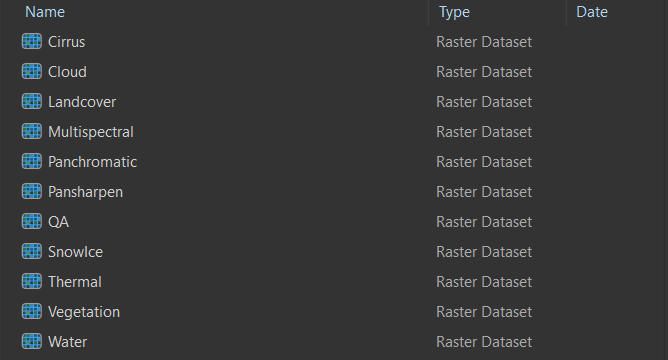 Name Type Date
Cirrus Raster Dataset
Cloud Raster Dataset
Landcover Raster Dataset
Multispectral Raster Dataset
Panchromatic Raster Dataset
Pansharpen Raster Dataset
QA Raster Dataset
SnowIce Raster Dataset
Thermal Raster Dataset
Vegetation Raster Dataset
Water Raster Dataset